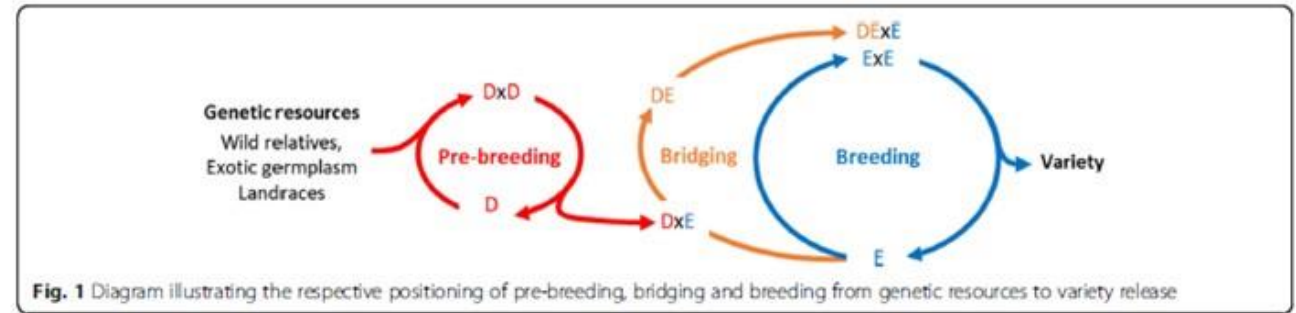 Genetic resources
Wild relatives,
Exotic germplasm
Landraces
DxD
Pre-breeding
D
DxE
DE
Bridging
DExE
ExE
Breeding
E
Variety
Fig. 1 Diagram illustrating the respective positioning of pre-breeding, bridging and breeding from genetic resources to variety release